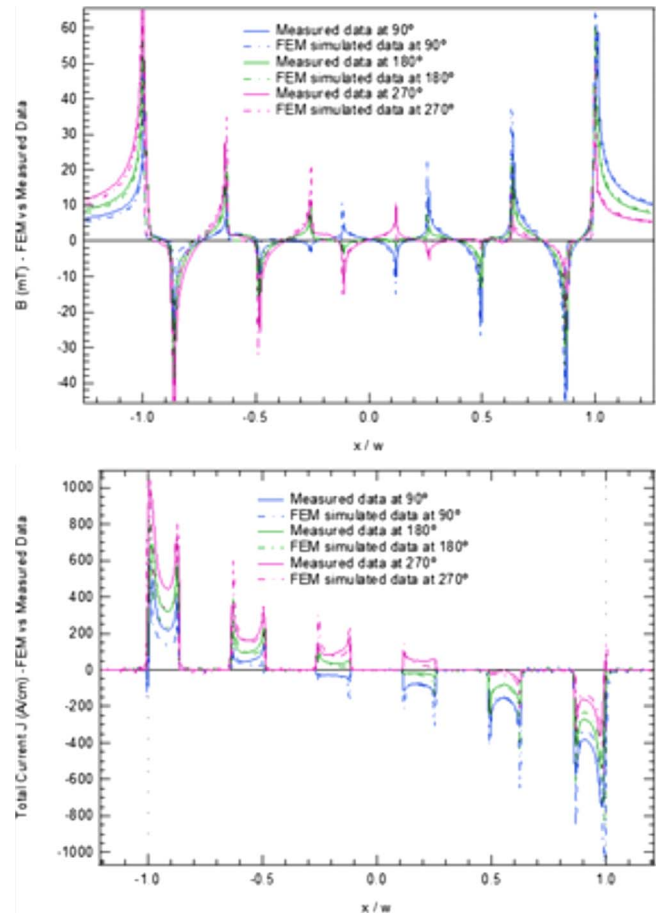 B (mT) - FEM vs Measured Data
60
40
20
0
-20
-40
Measured data at 90º
FEM simulated data at 90º
Measured data at 180º
FEM simulated data at 180º
Measured data at 270º
FEM simulated data at 270º
-1.0 -0.5 0.0 0.5 1.0
x / w
Total Current J (A/cm) - FEM vs Measured Data
1000
800
600
400
200
0
-200
-400
-600
-800
-1000
Measured data at 90º
FEM simulated data at 90º
Measured data at 180º
FEM simulated data at 180º
Measured data at 270º
FEM simulated data at 270º
-1.0 -0.5 0.0 0.5 1.0
x / w